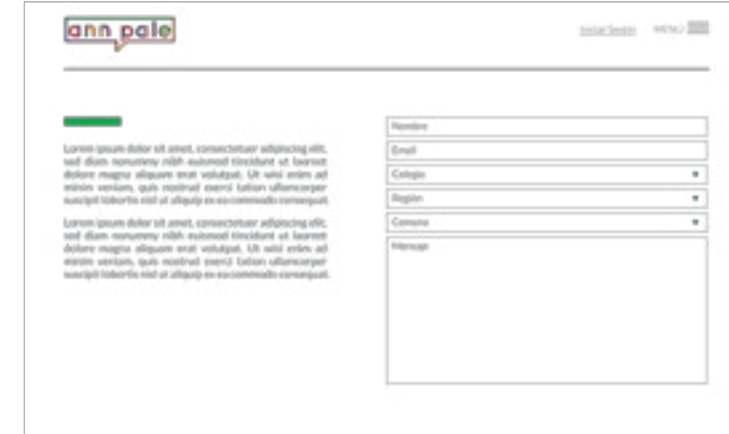 ann pale
Iniciar Sesión MENÚ
Lorem ipsum dolor sit amet, consectetuer adipiscing elit,
sed diam nonummy nibh euismod tincidunt ut laoreet
dolore magna aliquam erat volutpat. Ut wisi enim ad
minim veniam, quis nostrud exerci tation ullamcorper
suscipit lobortis nisl ut aliquip ex ea commodo consequat.
Lorem ipsum dolor sit amet, consectetuer adipiscing elit,
sed diam nonummy nibh euismod tincidunt ut laoreet
dolore magna aliquam erat volutpat. Ut wisi enim ad
minim veniam, quis nostrud exerci tation ullamcorper
suscipit lobortis nisl ut aliquip ex ea commodo consequat.
Nombre
Email
Colegio
Región
Comuna
Mensaje